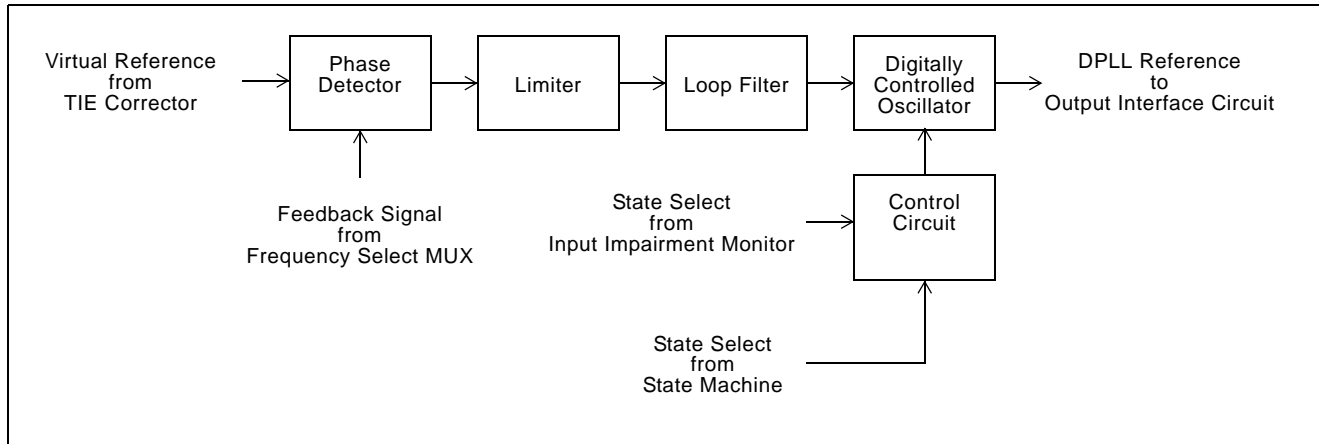 Virtual Reference
from
TIE Corrector
Phase
Detector
Limiter
Loop Filter
Digitally
Controlled
Oscillator
DPLL Reference
to
Output Interface Circuit
Feedback Signal
from
Frequency Select MUX
State Select
from
Input Impairment Monitor
Control
Circuit
State Select
from
State Machine